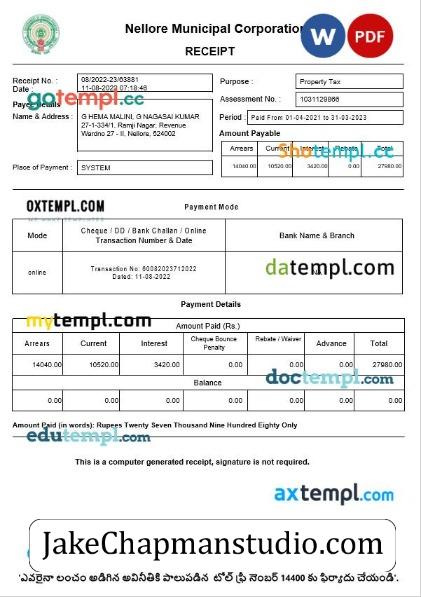 Nellore Municipal Corporation
RECEIPT
W
PDF
Receipt No. : 08/2022-23/63881
11-08-2022 07:18:46
Purpose : Property Tax
gotempl.cc
Assessment No. : 1031129866
Payee Details
Name & Address : G HEMA MALINI, G NAGASAI KUMAR
27-1-334/1, Ramji Nagar, Revenue
Wardno 27 - II, Nellore, 524002
Period : Paid From 01-04-2021 to 31-03-2023
Amount Payable
Arrears Current Interest Rebate Total
Shotempl.cc
14040.00 10520.00 3420.00 0.00 27980.00
Place of Payment : SYSTEM
OXTEMPL.COM
Payment Mode
Mode Cheque / DD / Bank Challan / Online Transaction Number & Date Bank Name & Branch
online Transaction No: 60082023712022
Dated: 11-08-2022
datempl.com
Payment Details
mytempl.com
Amount Paid (Rs.)
Arrears Current Interest Cheque Bounce Penalty Rebate / Waiver Advance Total
14040.00 10520.00 3420.00 0.00 0.00 0.00 27980.00
doctempl.cc
Balance
0.00 0.00 0.00 0.00 0.00 0.00 0.00
Amount Paid (in words): Rupees Twenty Seven Thousand Nine Hundred Eighty Only
edutempl.com
This is a computer generated receipt, signature is not required.
axtempl.com
JakeChapmanstudio.com
'ఎవరైనా లంచం అడిగిన అవినీతికి పాలుపడిన టోల్ ఫ్రీ నెంబర్ 14400 కు ఫిర్యాదు చేయండి'.